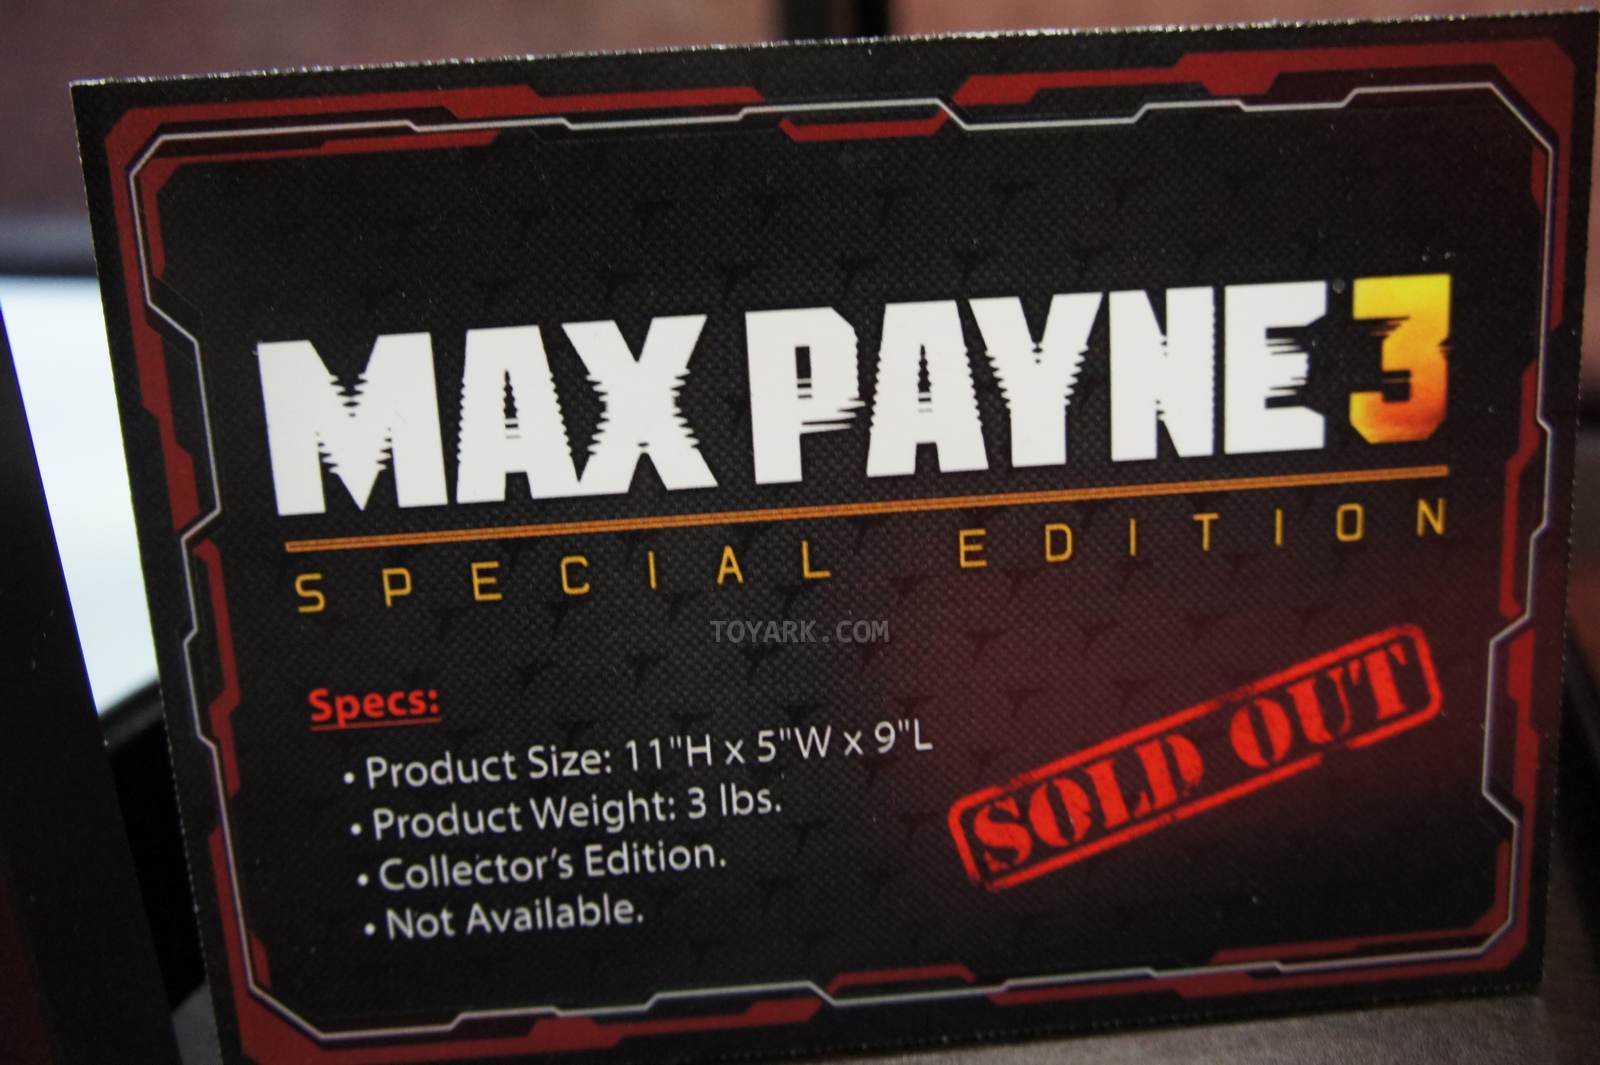 MAX PAYNE 3
SPECIAL EDITION
TOYARK.COM
Specs:
• Product Size: 11"H x 5"W x 9"L
• Product Weight: 3 lbs.
• Collector's Edition.
• Not Available.
SOLD OUT